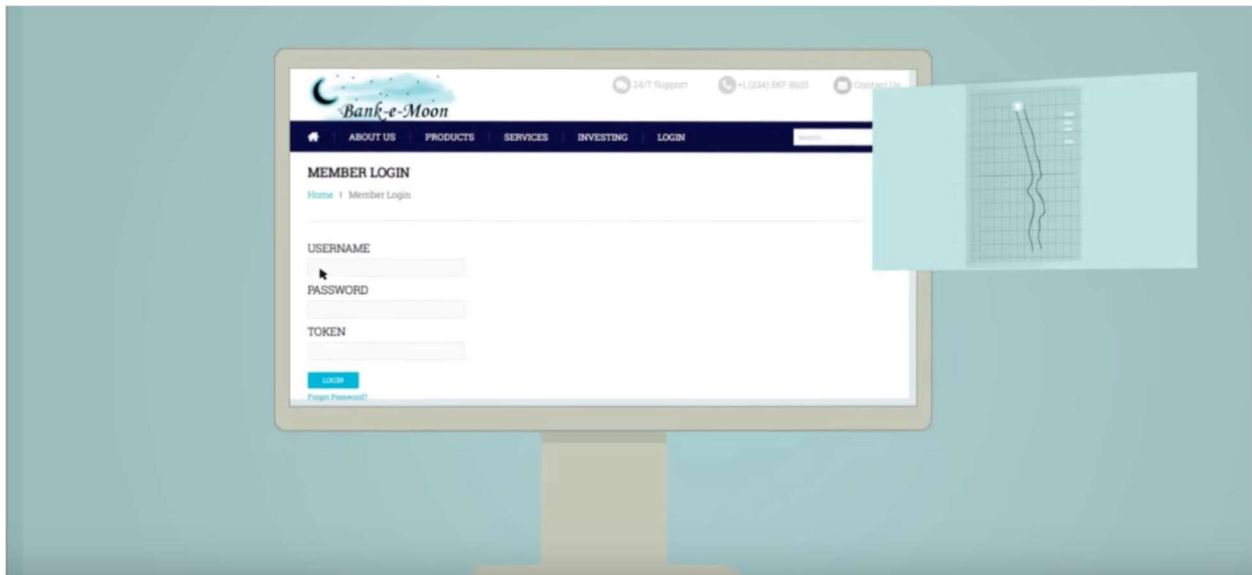 24/7 Support
Contact Us
Bank-e-Moon
ABOUT US PRODUCTS SERVICES INVESTING LOGIN
MEMBER LOGIN
Home | Member Login
USERNAME
PASSWORD
TOKEN
LOGIN
Forgot Password?